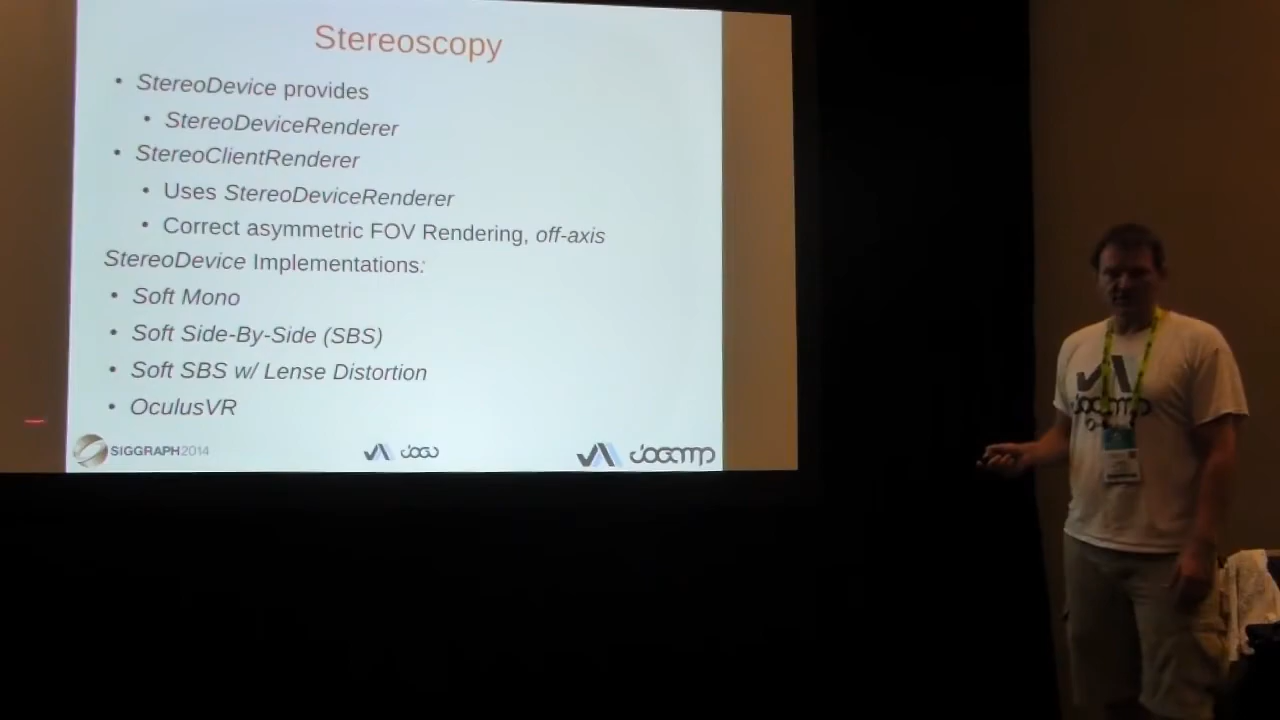 Stereoscopy
• StereoDevice provides
• StereoDeviceRenderer
• StereoClientRenderer
• Uses StereoDeviceRenderer
• Correct asymmetric FOV Rendering, off-axis
StereoDevice Implementations:
• Soft Mono
• Soft Side-By-Side (SBS)
• Soft SBS w/ Lense Distortion
• OculusVR
SIGGRAPH2014
JOGL
JogAmp
JogAmp